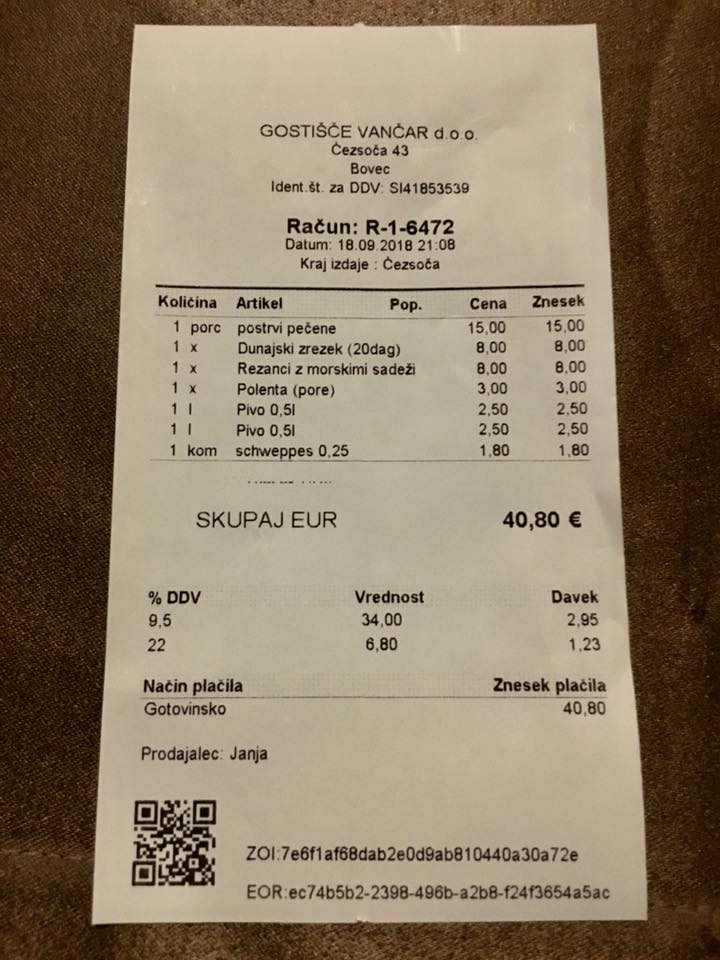 GOSTIŠČE VANČAR d.o.o.
Čezsoča 43
Bovec
Ident.št. za DDV: SI41853539
Račun: R-1-6472
Datum: 18.09.2018 21:08
Kraj izdaje : Čezsoča
Količina Artikel Pop. Cena Znesek
1 porc postrvi pečene 15,00 15,00
1 x Dunajski zrezek (20dag) 8,00 8,00
1 x Rezanci z morskimi sadeži 8,00 8,00
1 x Polenta (pore) 3,00 3,00
1 l Pivo 0,5l 2,50 2,50
1 l Pivo 0,5l 2,50 2,50
1 kom schweppes 0,25 1,80 1,80
SKUPAJ EUR 40,80 €
% DDV Vrednost Davek
9,5 34,00 2,95
22 6,80 1,23
Način plačila Znesek plačila
Gotovinsko 40,80
Prodajalec: Janja
ZOI:7e6f1af68dab2e0d9ab810440a30a72e
EOR:ec74b5b2-2398-496b-a2b8-f24f3654a5ac